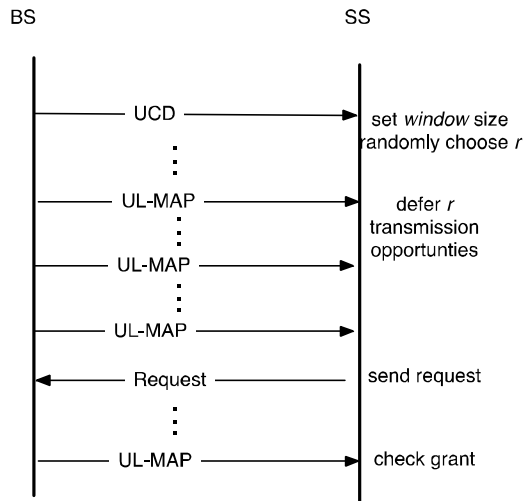 BS
SS
UCD
set window size
randomly choose r
UL-MAP
defer r
transmission
opportunties
UL-MAP
UL-MAP
Request
send request
UL-MAP
check grant